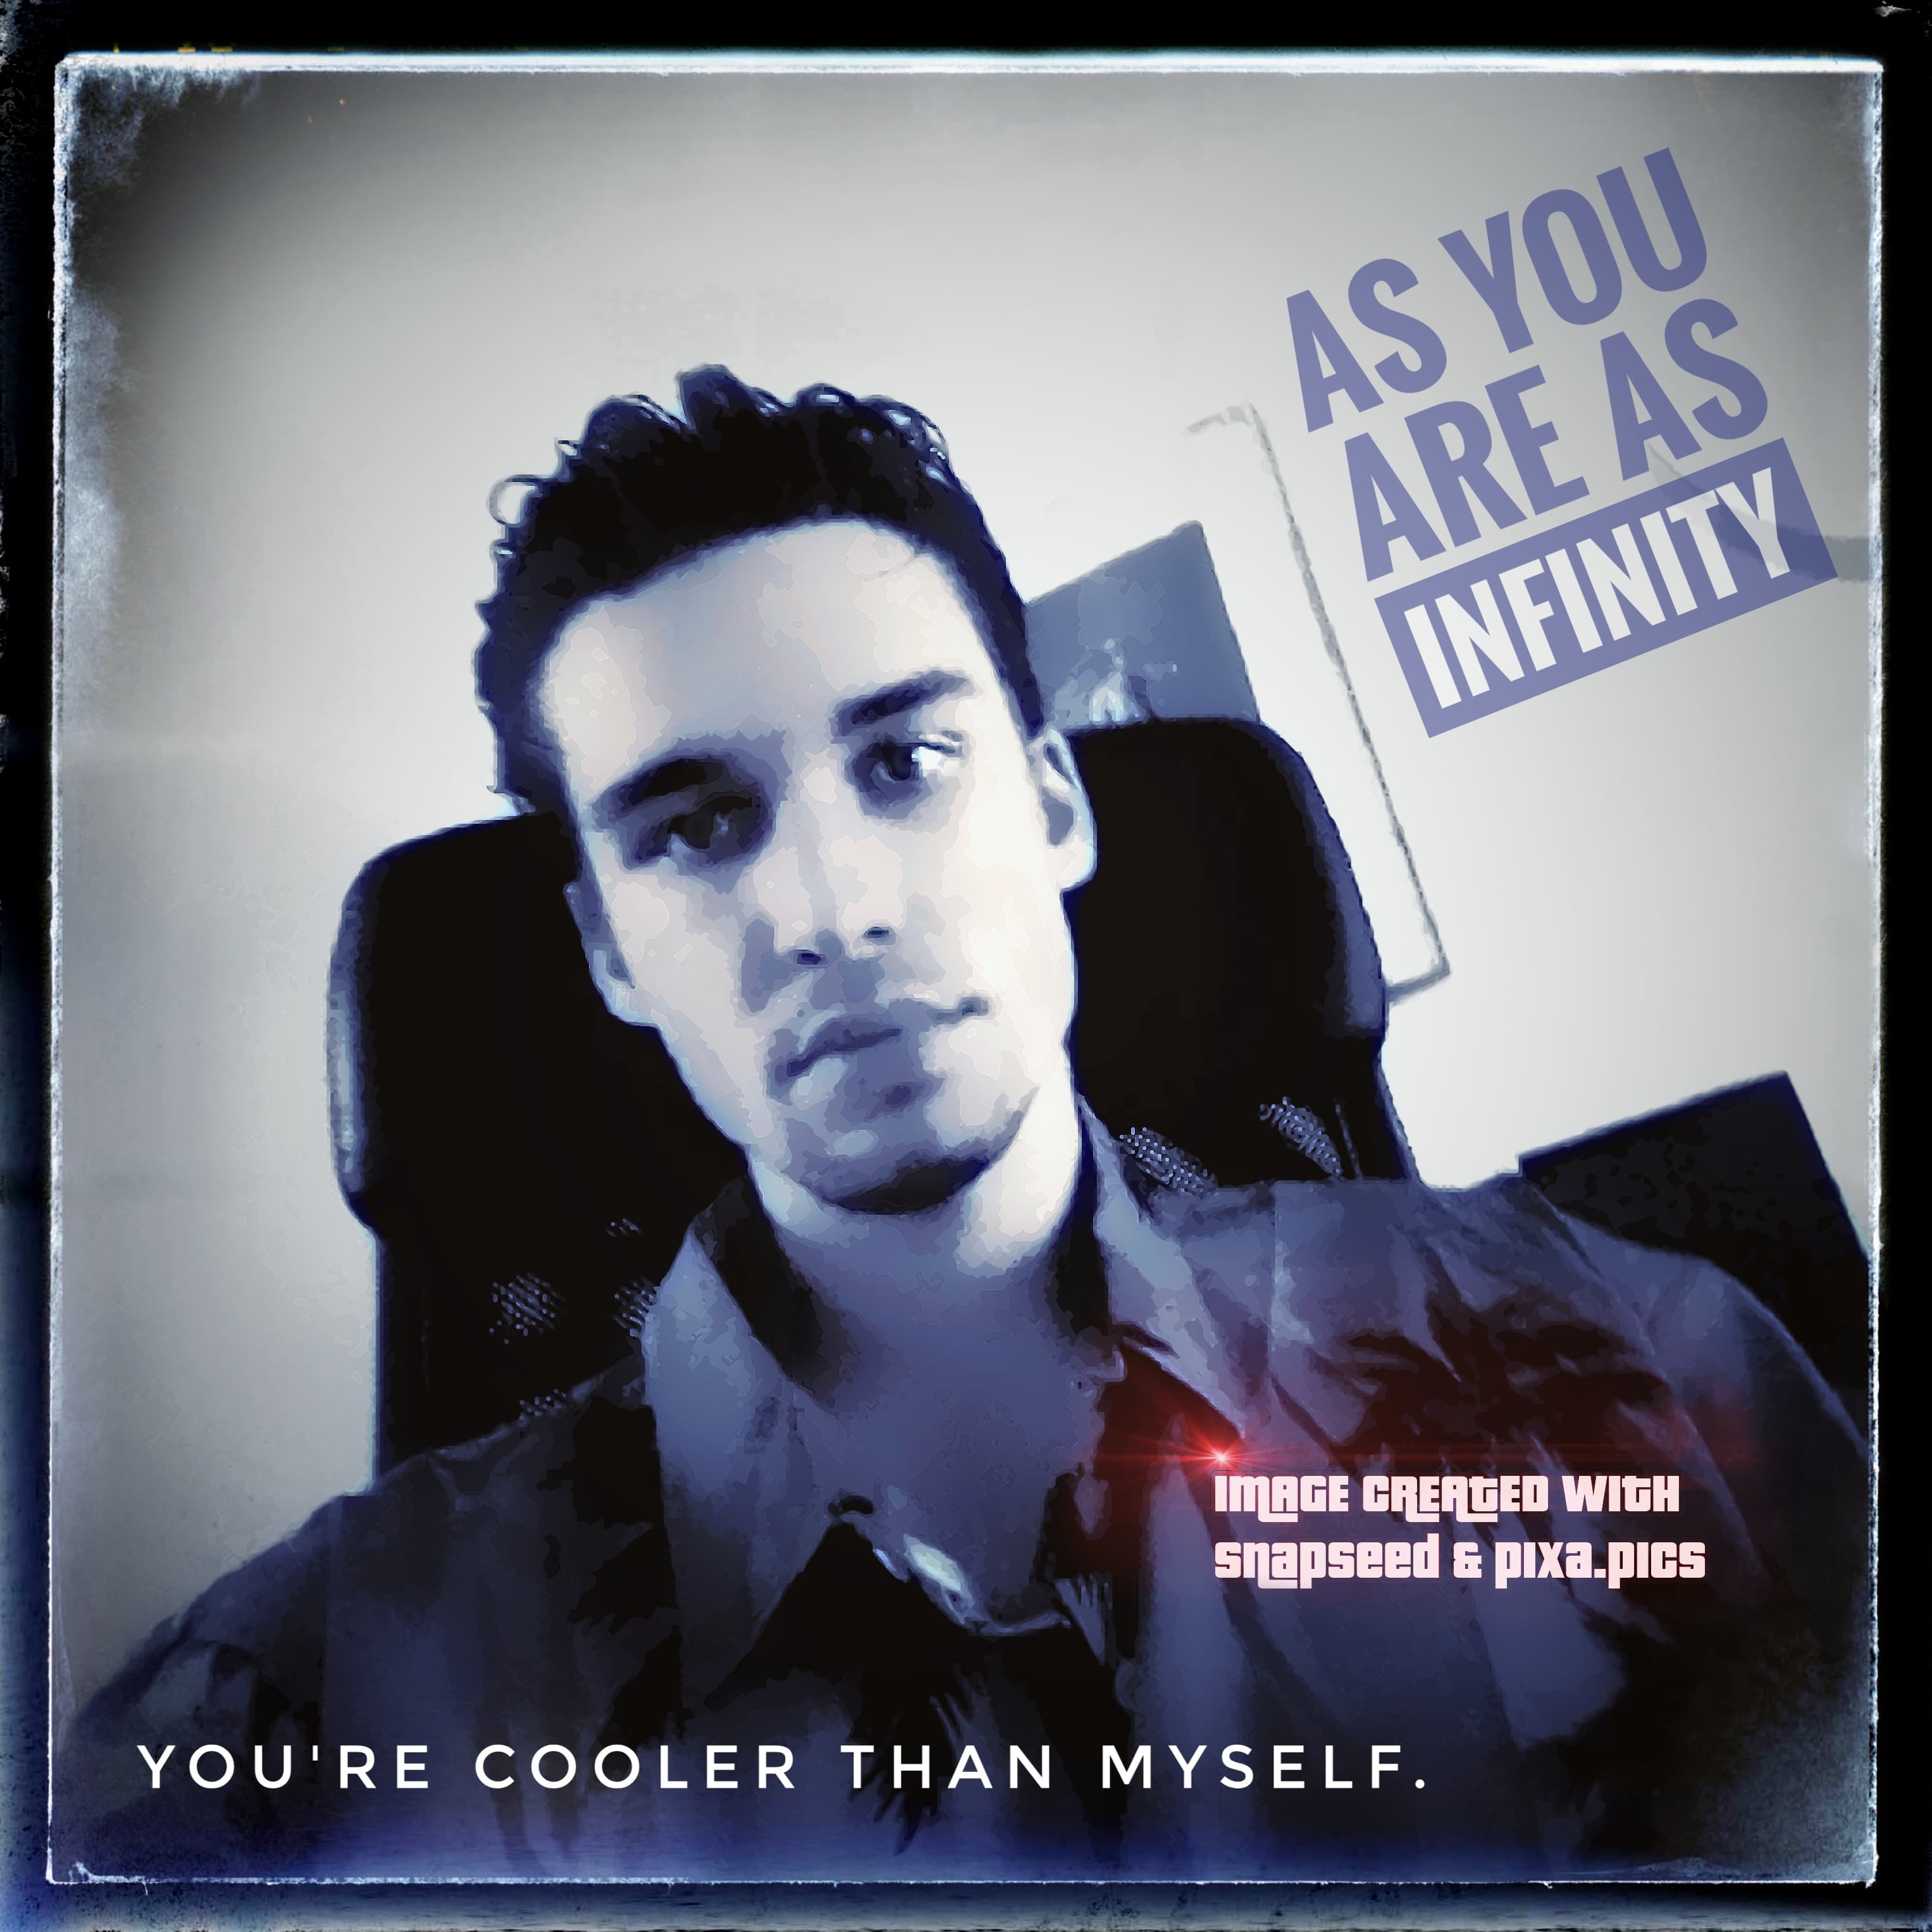 AS YOU
ARE AS
INFINITY
IMAGE CREATED WITH
SNAPSEED & PIXA.PICS
YOU'RE COOLER THAN MYSELF.